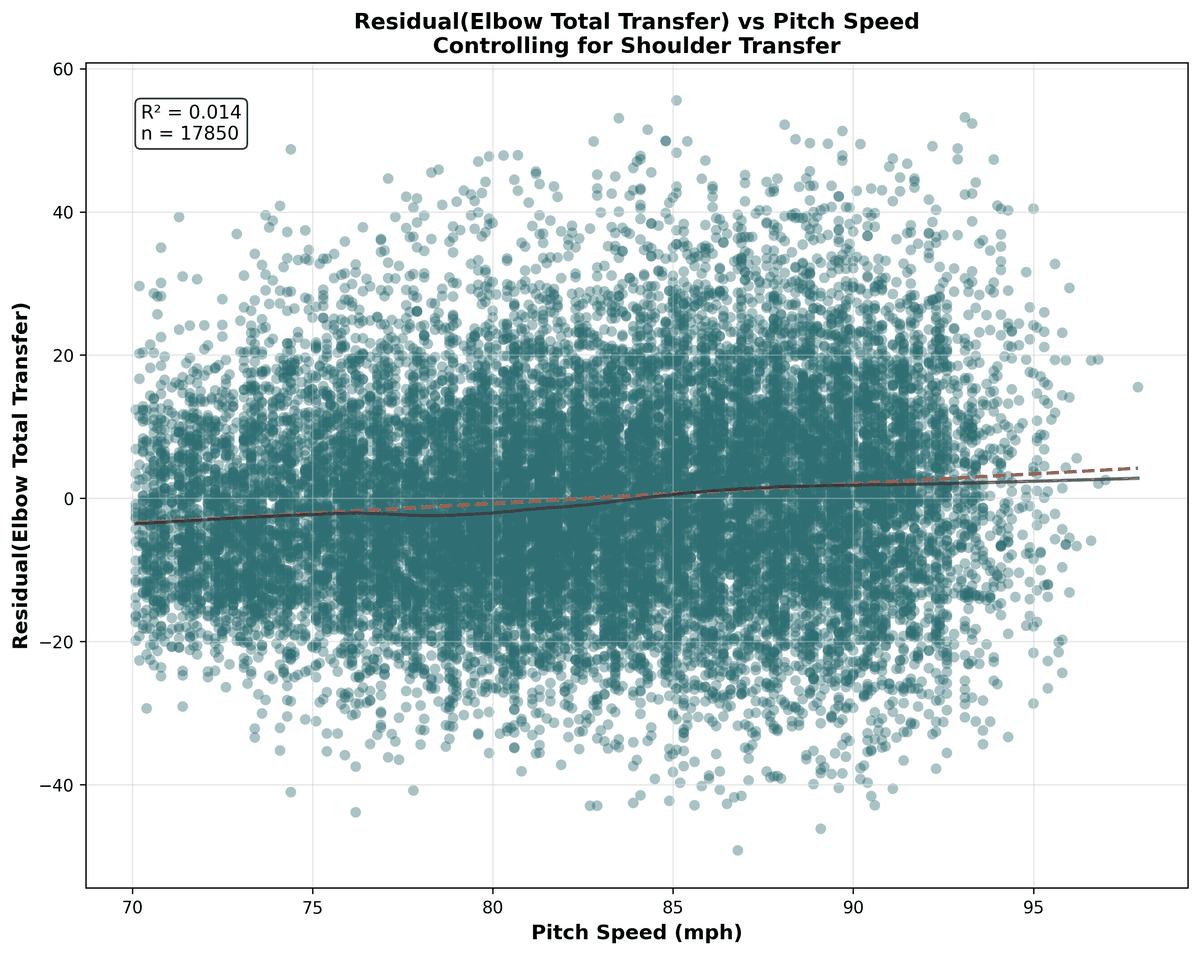 Residual(Elbow Total Transfer) vs Pitch Speed
Controlling for Shoulder Transfer
R² = 0.014
n = 17850
Residual(Elbow Total Transfer)
60
40
20
0
−20
−40
70
75
80
85
90
95
Pitch Speed (mph)